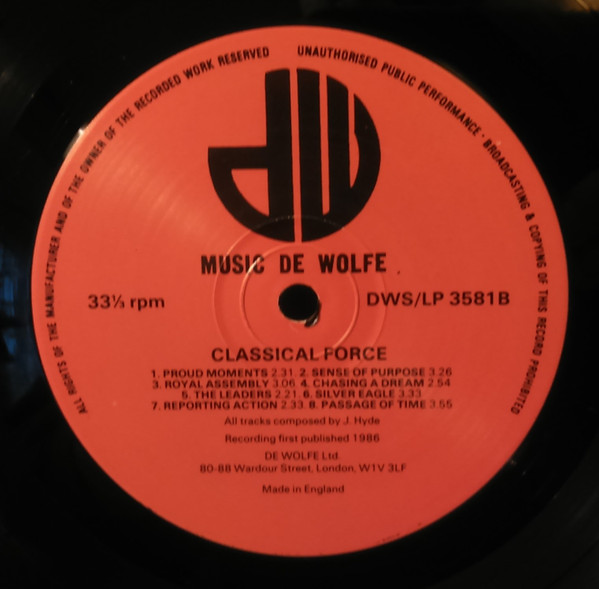 ALL RIGHTS OF THE MANUFACTURER AND OF THE OWNER OF THE RECORDED WORK RESERVED
UNAUTHORISED PUBLIC PERFORMANCE · BROADCASTING & COPYING OF THIS RECORD PROHIBITED
dW
MUSIC DE WOLFE
33⅓ rpm
DWS/LP 3581B
CLASSICAL FORCE
1. PROUD MOMENTS 2.31 2. SENSE OF PURPOSE 3.26
3. ROYAL ASSEMBLY 3.06 4. CHASING A DREAM 2.54
5. THE LEADERS 2.21 6. SILVER EAGLE 3.33
7. REPORTING ACTION 2.33 8. PASSAGE OF TIME 3.55
All tracks composed by J. Hyde
Recording first published 1986
DE WOLFE Ltd.
80-88 Wardour Street, London, W1V 3LF
Made in England